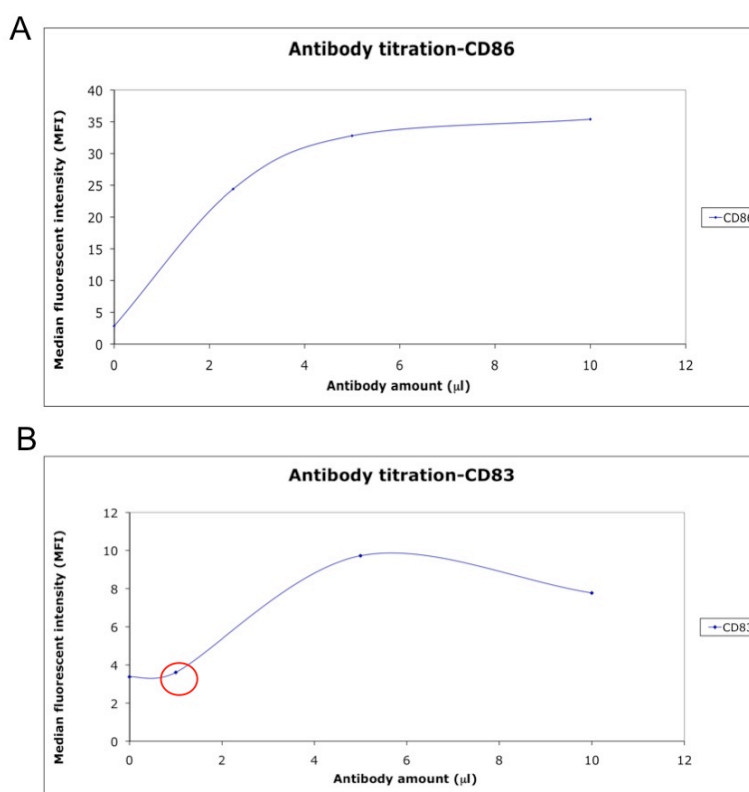 A
Antibody titration-CD86
Median fluorescent intensity (MFI)
40
35
30
25
20
15
10
5
0
0 2 4 6 8 10 12
Antibody amount (µl)
CD86
B
Antibody titration-CD83
Median fluorescent intensity (MFI)
12
10
8
6
4
2
0
0 2 4 6 8 10 12
Antibody amount (µl)
CD83